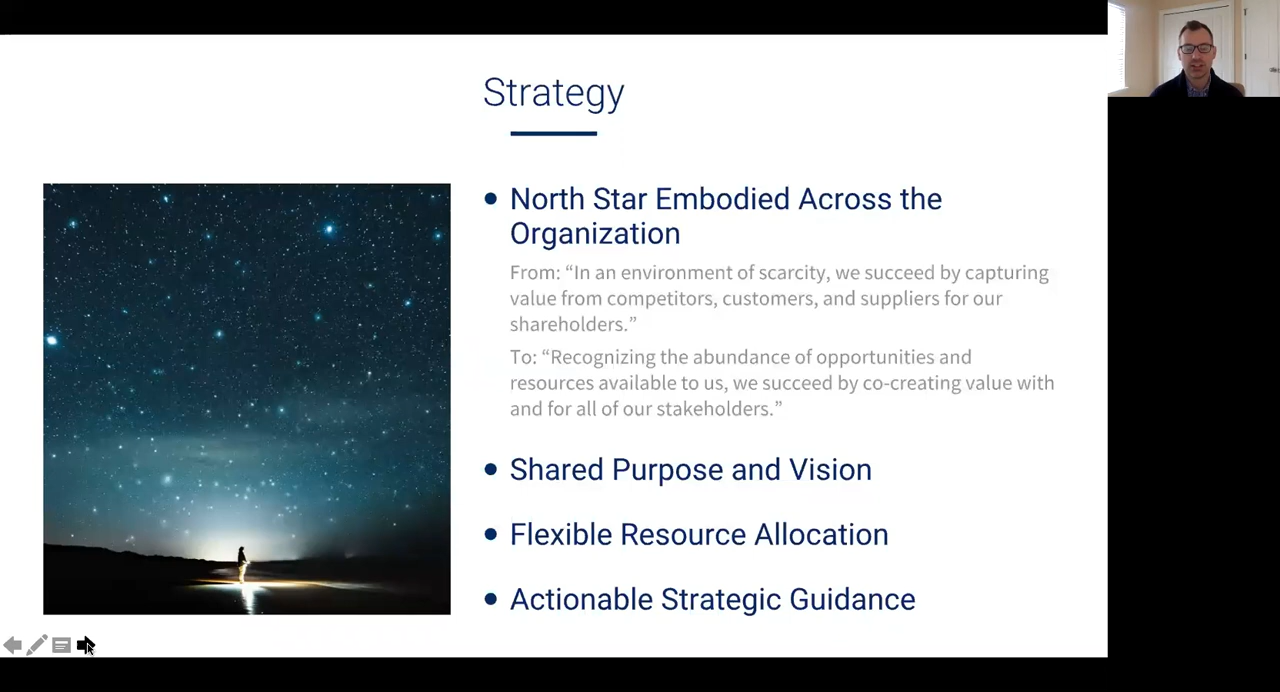 Strategy
• North Star Embodied Across the
Organization
From: “In an environment of scarcity, we succeed by capturing
value from competitors, customers, and suppliers for our
shareholders.”
To: “Recognizing the abundance of opportunities and
resources available to us, we succeed by co-creating value with
and for all of our stakeholders.”
• Shared Purpose and Vision
• Flexible Resource Allocation
• Actionable Strategic Guidance